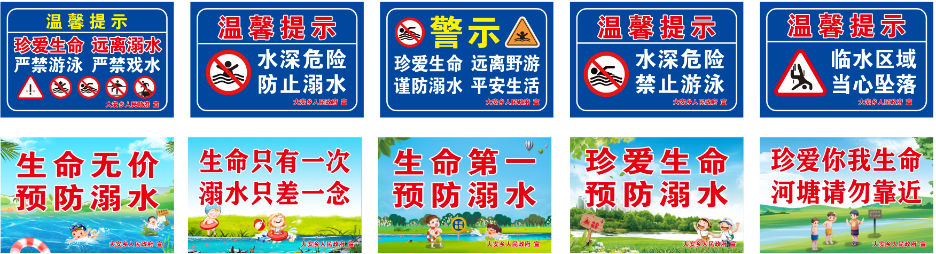 温馨提示
珍爱生命 远离溺水
严禁游泳 严禁戏水
大安乡人民政府 宣
温馨提示
水深危险
防止溺水
大安乡人民政府 宣
警示
珍爱生命 远离野游
谨防溺水 平安生活
大安乡人民政府 宣
温馨提示
水深危险
禁止游泳
大安乡人民政府 宣
温馨提示
临水区域
当心坠落
大安乡人民政府 宣
生命无价
预防溺水
大安乡人民政府 宣
生命只有一次
溺水只差一念
大安乡人民政府 宣
生命第一
预防溺水
大安乡人民政府 宣
珍爱生命
预防溺水
大安乡人民政府 宣
珍爱你我生命
河塘请勿靠近
大安乡人民政府 宣